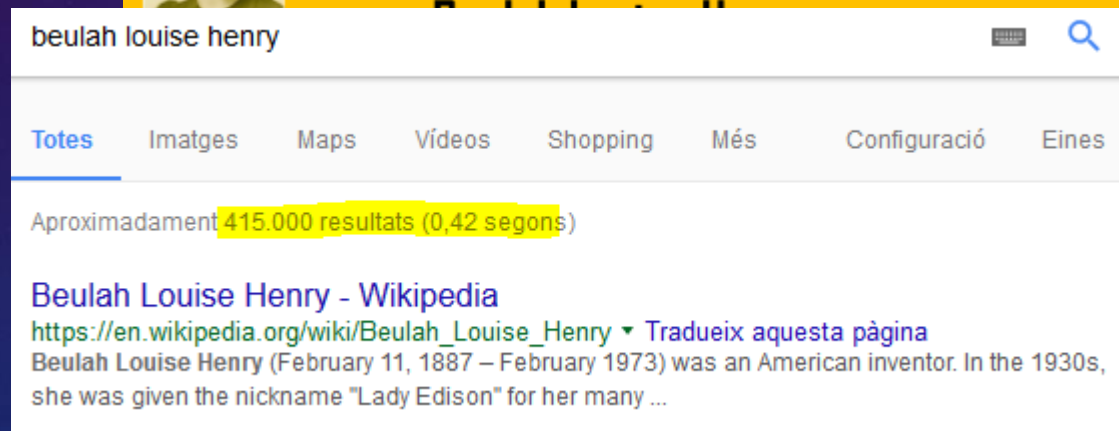 beulah louise henry
Totes Imatges Maps Vídeos Shopping Més Configuració Eines
Aproximadament 415.000 resultats (0,42 segons)
Beulah Louise Henry - Wikipedia
https://en.wikipedia.org/wiki/Beulah_Louise_Henry ▾ Tradueix aquesta pàgina
Beulah Louise Henry (February 11, 1887 – February 1973) was an American inventor. In the 1930s,
she was given the nickname "Lady Edison" for her many ...